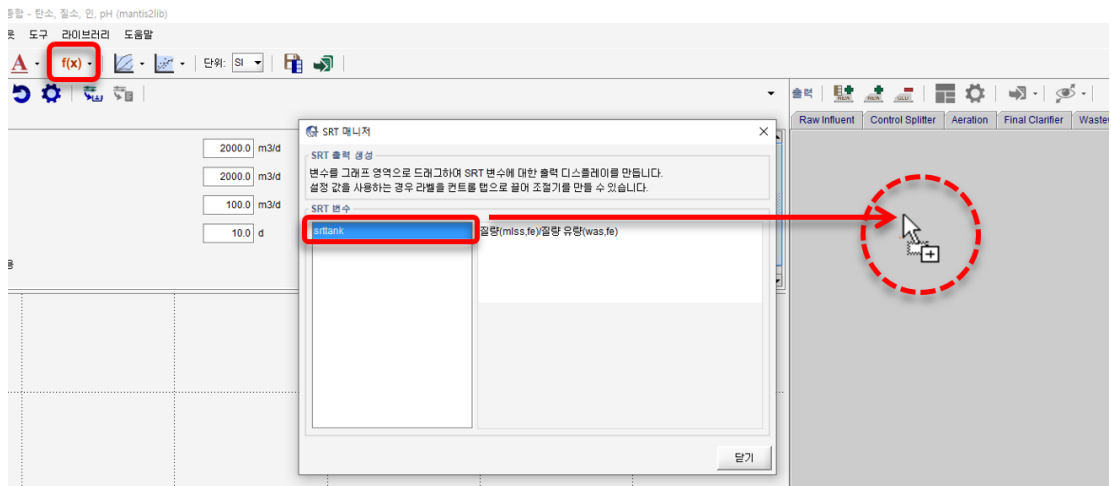 종합 - 탄소, 질소, 인, pH (mantis2lib)
도구 라이브러리 도움말
A f(x) 단위: SI
출력
Raw Influent Control Splitter Aeration Final Clarifier
SRT 매니저
SRT 출력 생성
변수를 그래프 영역으로 드래그하여 SRT 변수에 대한 출력 디스플레이를 만듭니다.
설정 값을 사용하는 경우 라벨을 컨트롤 탭으로 끌어 조절기를 만들 수 있습니다.
SRT 변수
srttank
질량(mlss,fe)/질량 유량(was,fe)
닫기
2000.0 m3/d
2000.0 m3/d
100.0 m3/d
10.0 d